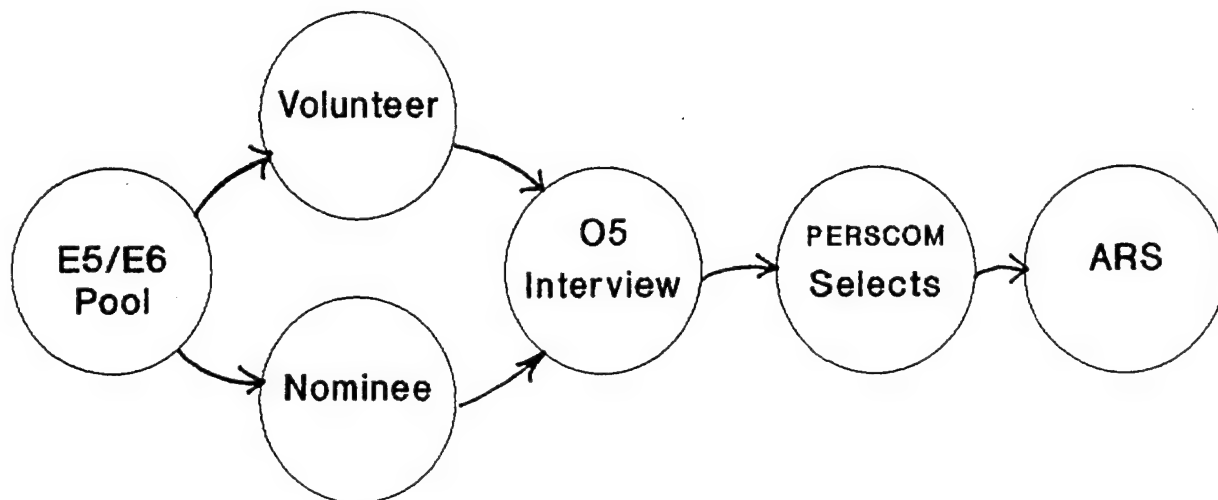 E5/E6
Pool
Volunteer
Nominee
O5
Interview
PERSCOM
Selects
ARS